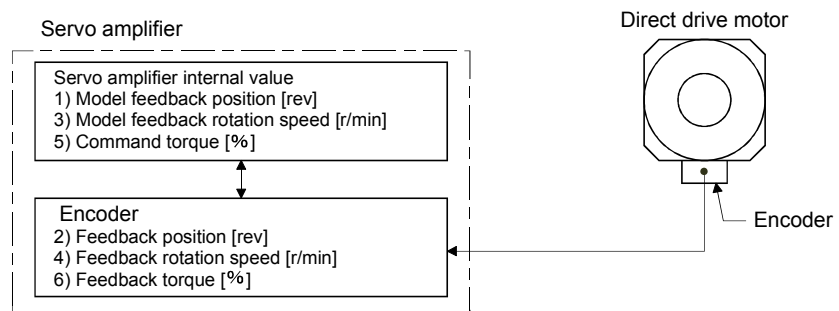 Servo amplifier
Servo amplifier internal value
1) Model feedback position [rev]
3) Model feedback rotation speed [r/min]
5) Command torque [%]
Encoder
2) Feedback position [rev]
4) Feedback rotation speed [r/min]
6) Feedback torque [%]
Direct drive motor
Encoder